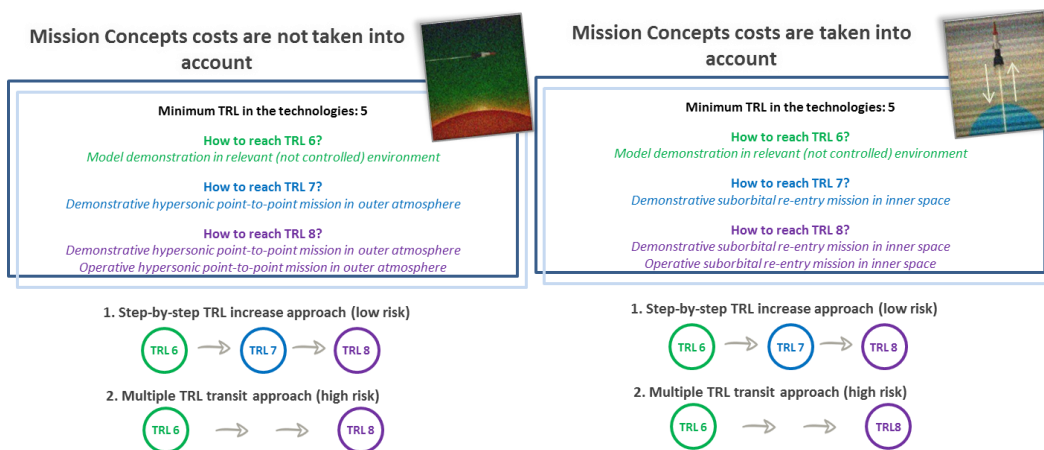 Mission Concepts costs are not taken into
account
Minimum TRL in the technologies: 5
How to reach TRL 6?
Model demonstration in relevant (not controlled) environment
How to reach TRL 7?
Demonstrative hypersonic point-to-point mission in outer atmosphere
How to reach TRL 8?
Demonstrative hypersonic point-to-point mission in outer atmosphere
Operative hypersonic point-to-point mission in outer atmosphere
1. Step-by-step TRL increase approach (low risk)
TRL 6
TRL 7
TRL 8
2. Multiple TRL transit approach (high risk)
TRL 6
TRL 8
Mission Concepts costs are taken into
account
Minimum TRL in the technologies: 5
How to reach TRL 6?
Model demonstration in relevant (not controlled) environment
How to reach TRL 7?
Demonstrative suborbital re-entry mission in inner space
How to reach TRL 8?
Demonstrative suborbital re-entry mission in inner space
Operative suborbital re-entry mission in inner space
1. Step-by-step TRL increase approach (low risk)
TRL 6
TRL 7
TRL 8
2. Multiple TRL transit approach (high risk)
TRL 6
TRL8